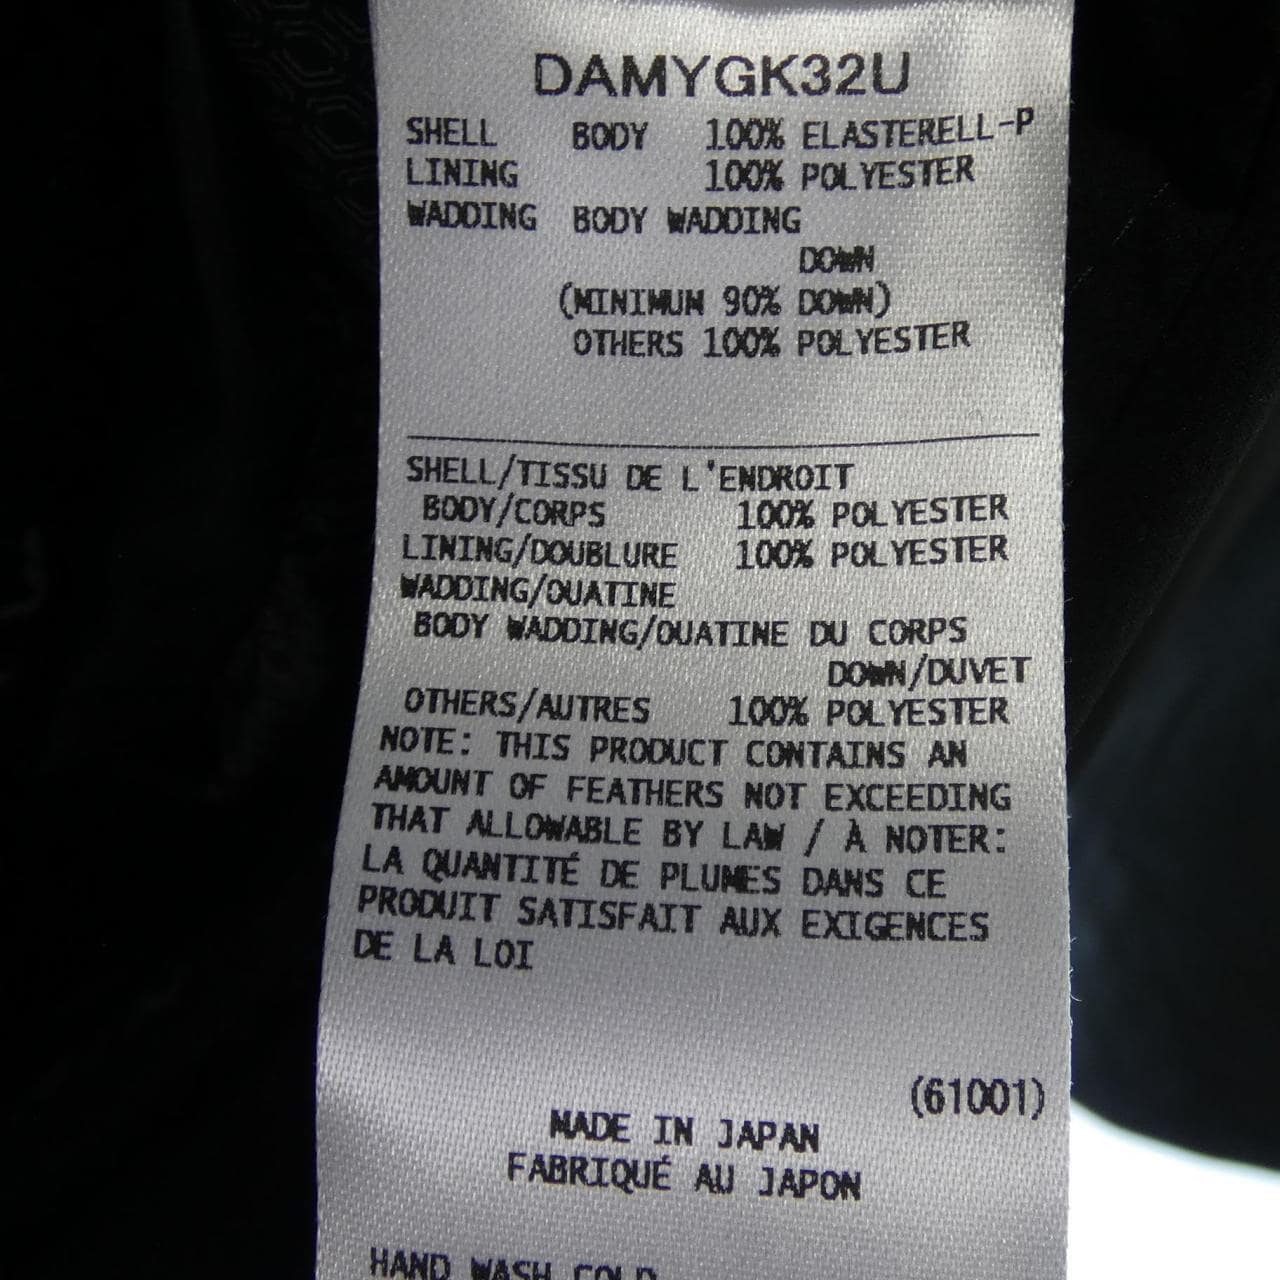 DAMYGK32U
SHELL BODY 100% ELASTERELL-P
LINING 100% POLYESTER
WADDING BODY WADDING
DOWN
(MINIMUM 90% DOWN)
OTHERS 100% POLYESTER
SHELL/TISSU DE L'ENDROIT
BODY/CORPS 100% POLYESTER
LINING/DOUBLURE 100% POLYESTER
WADDING/OUATINE
BODY WADDING/OUATINE DU CORPS
DOWN/DUVET
OTHERS/AUTRES 100% POLYESTER
NOTE: THIS PRODUCT CONTAINS AN
AMOUNT OF FEATHERS NOT EXCEEDING
THAT ALLOWABLE BY LAW / À NOTER:
LA QUANTITÉ DE PLUMES DANS CE
PRODUIT SATISFAIT AUX EXIGENCES
DE LA LOI
(61001)
MADE IN JAPAN
FABRIQUÉ AU JAPON
HAND WASH COLD